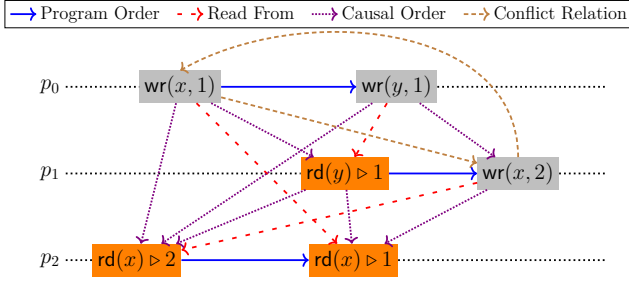 Program Order Read From Causal Order Conflict Relation
p₀ wr(x, 1) wr(y, 1)
p₁ rd(y) ▷ 1 wr(x, 2)
p₂ rd(x) ▷ 2 rd(x) ▷ 1